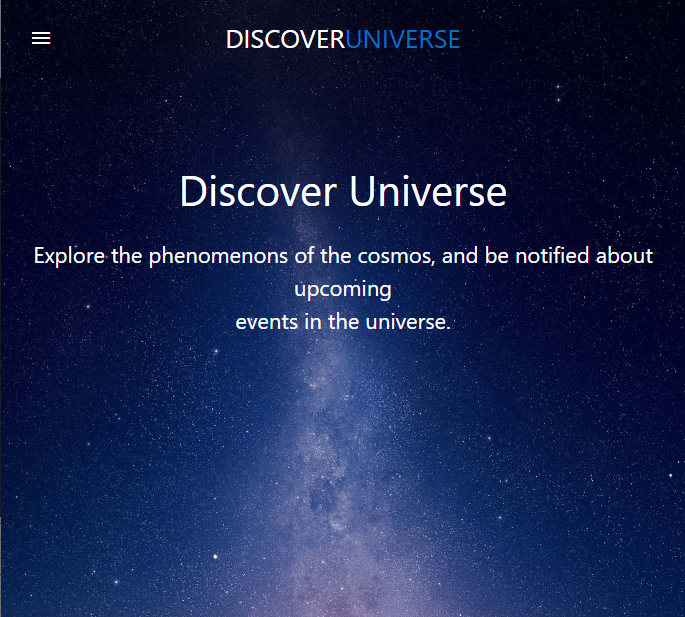 DISCOVERUNIVERSE
Discover Universe
Explore the phenomenons of the cosmos, and be notified about
upcoming
events in the universe.